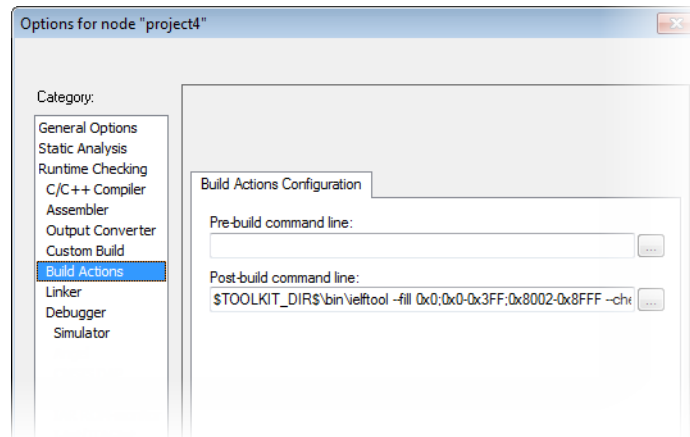 Options for node "project4"
Category:
General Options
Static Analysis
Runtime Checking
C/C++ Compiler
Assembler
Output Converter
Custom Build
Build Actions
Linker
Debugger
Simulator
Build Actions Configuration
Pre-build command line:
...
Post-build command line:
$TOOLKIT_DIR$\bin\ielftool --fill 0x0;0x0-0x3FF;0x8002-0x8FFF --che
...